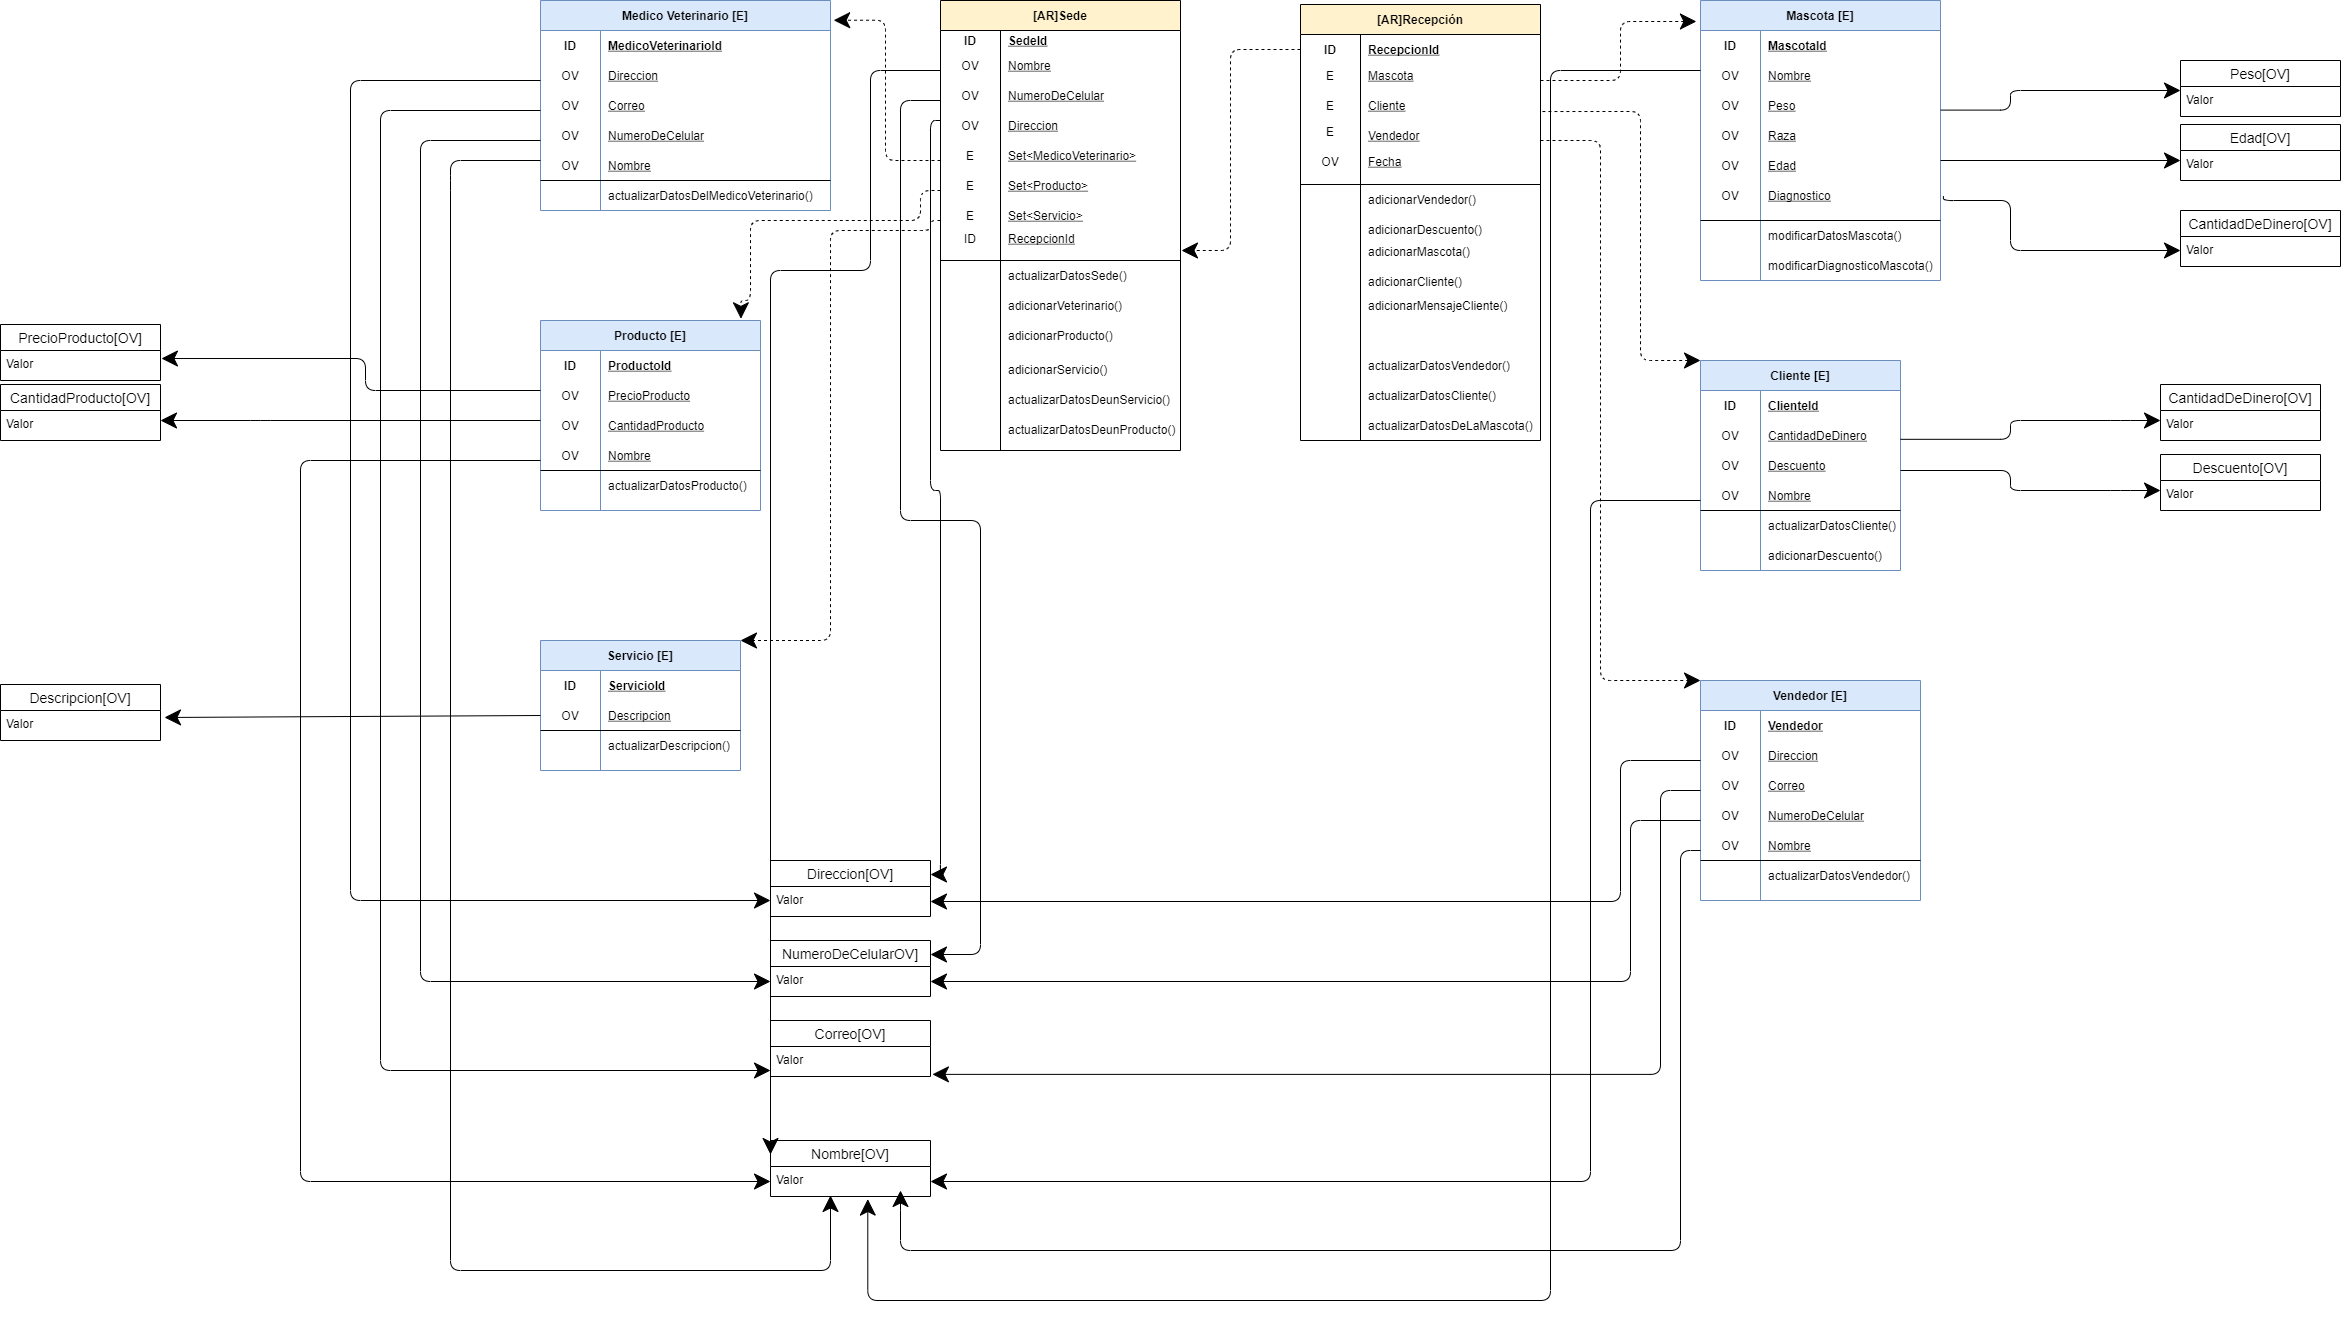 Medico Veterinario [E]
ID MedicoVeterinarioId
OV Direccion
OV Correo
OV NumeroDeCelular
OV Nombre
actualizarDatosDelMedicoVeterinario()
[AR]Sede
ID SedeId
OV Nombre
OV NumeroDeCelular
OV Direccion
E Set<MedicoVeterinario>
E Set<Producto>
E Set<Servicio>
ID RecepcionId
actualizarDatosSede()
adicionarVeterinario()
adicionarProducto()
adicionarServicio()
actualizarDatosDeunServicio()
actualizarDatosDeunProducto()
[AR]Recepción
ID RecepcionId
E Mascota
E Cliente
E Vendedor
OV Fecha
adicionarVendedor()
adicionarDescuento()
adicionarMascota()
adicionarCliente()
adicionarMensajeCliente()
actualizarDatosVendedor()
actualizarDatosCliente()
actualizarDatosDeLaMascota()
Mascota [E]
ID MascotaId
OV Nombre
OV Peso
OV Raza
OV Edad
OV Diagnostico
modificarDatosMascota()
modificarDiagnosticoMascota()
Peso[OV]
Valor
Edad[OV]
Valor
CantidadDeDinero[OV]
Valor
PrecioProducto[OV]
Valor
CantidadProducto[OV]
Valor
Producto [E]
ID ProductoId
OV PrecioProducto
OV CantidadProducto
OV Nombre
actualizarDatosProducto()
Cliente [E]
ID ClienteId
OV CantidadDeDinero
OV Descuento
OV Nombre
actualizarDatosCliente()
adicionarDescuento()
CantidadDeDinero[OV]
Valor
Descuento[OV]
Valor
Descripcion[OV]
Valor
Servicio [E]
ID ServicioId
OV Descripcion
actualizarDescripcion()
Vendedor [E]
ID Vendedor
OV Direccion
OV Correo
OV NumeroDeCelular
OV Nombre
actualizarDatosVendedor()
Direccion[OV]
Valor
NumeroDeCelularOV]
Valor
Correo[OV]
Valor
Nombre[OV]
Valor